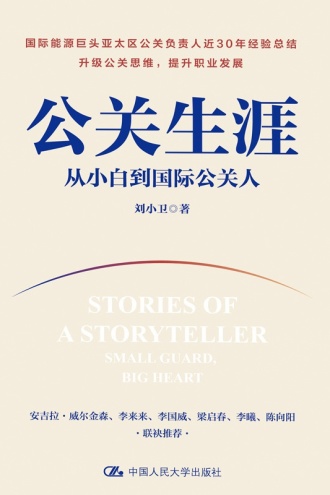 国际能源巨头亚太区公关负责人近30年经验总结
升级公关思维，提升职业发展
公关生涯
从小白到国际公关人
刘小卫◎著
STORIES OF
A STORYTELLER
SMALL GUARD,
BIG HEART
安吉拉·威尔金森、李来来、李国威、梁启春、李曦、陈向阳
·联袂推荐·
中国人民大学出版社